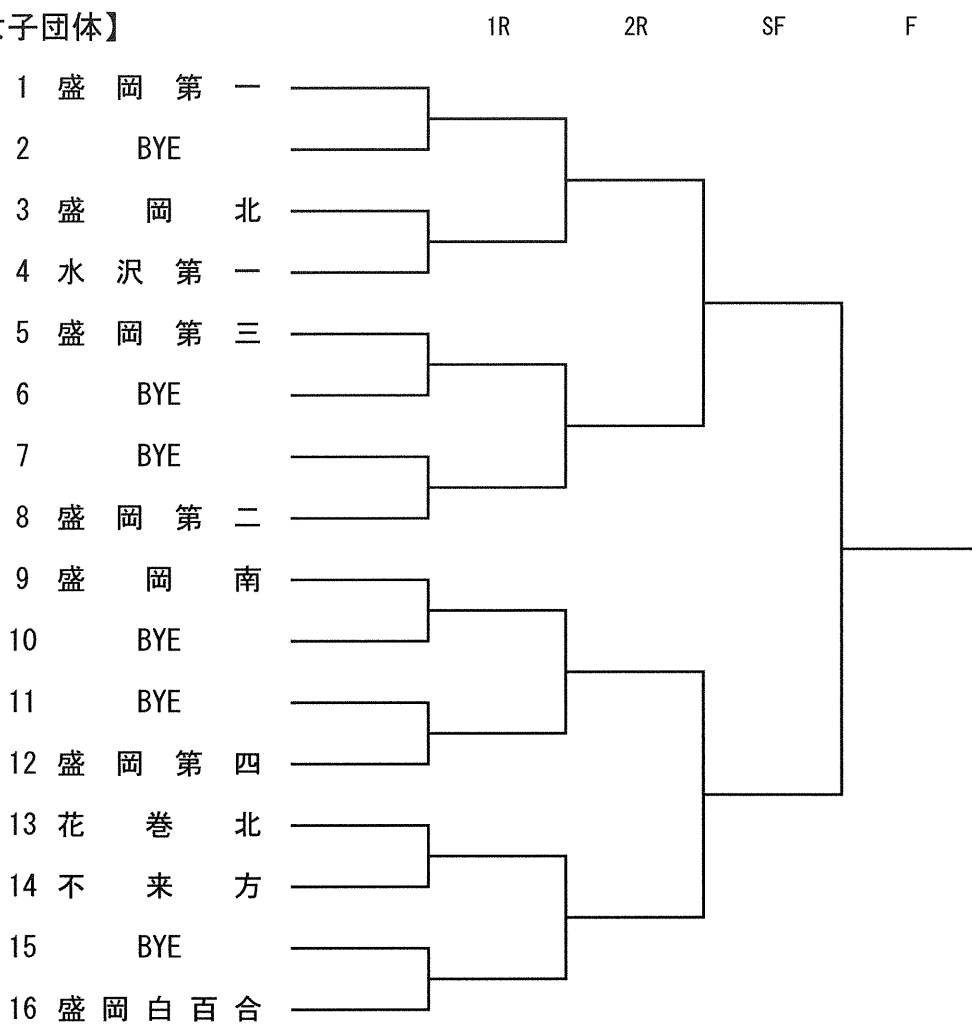 子団体】 1R 2R SF F
1 盛岡第一
2 BYE
3 盛岡北
4 水沢第一
5 盛岡第三
6 BYE
7 BYE
8 盛岡第二
9 盛岡南
10 BYE
11 BYE
12 盛岡第四
13 花巻北
14 不来方
15 BYE
16 盛岡白百合